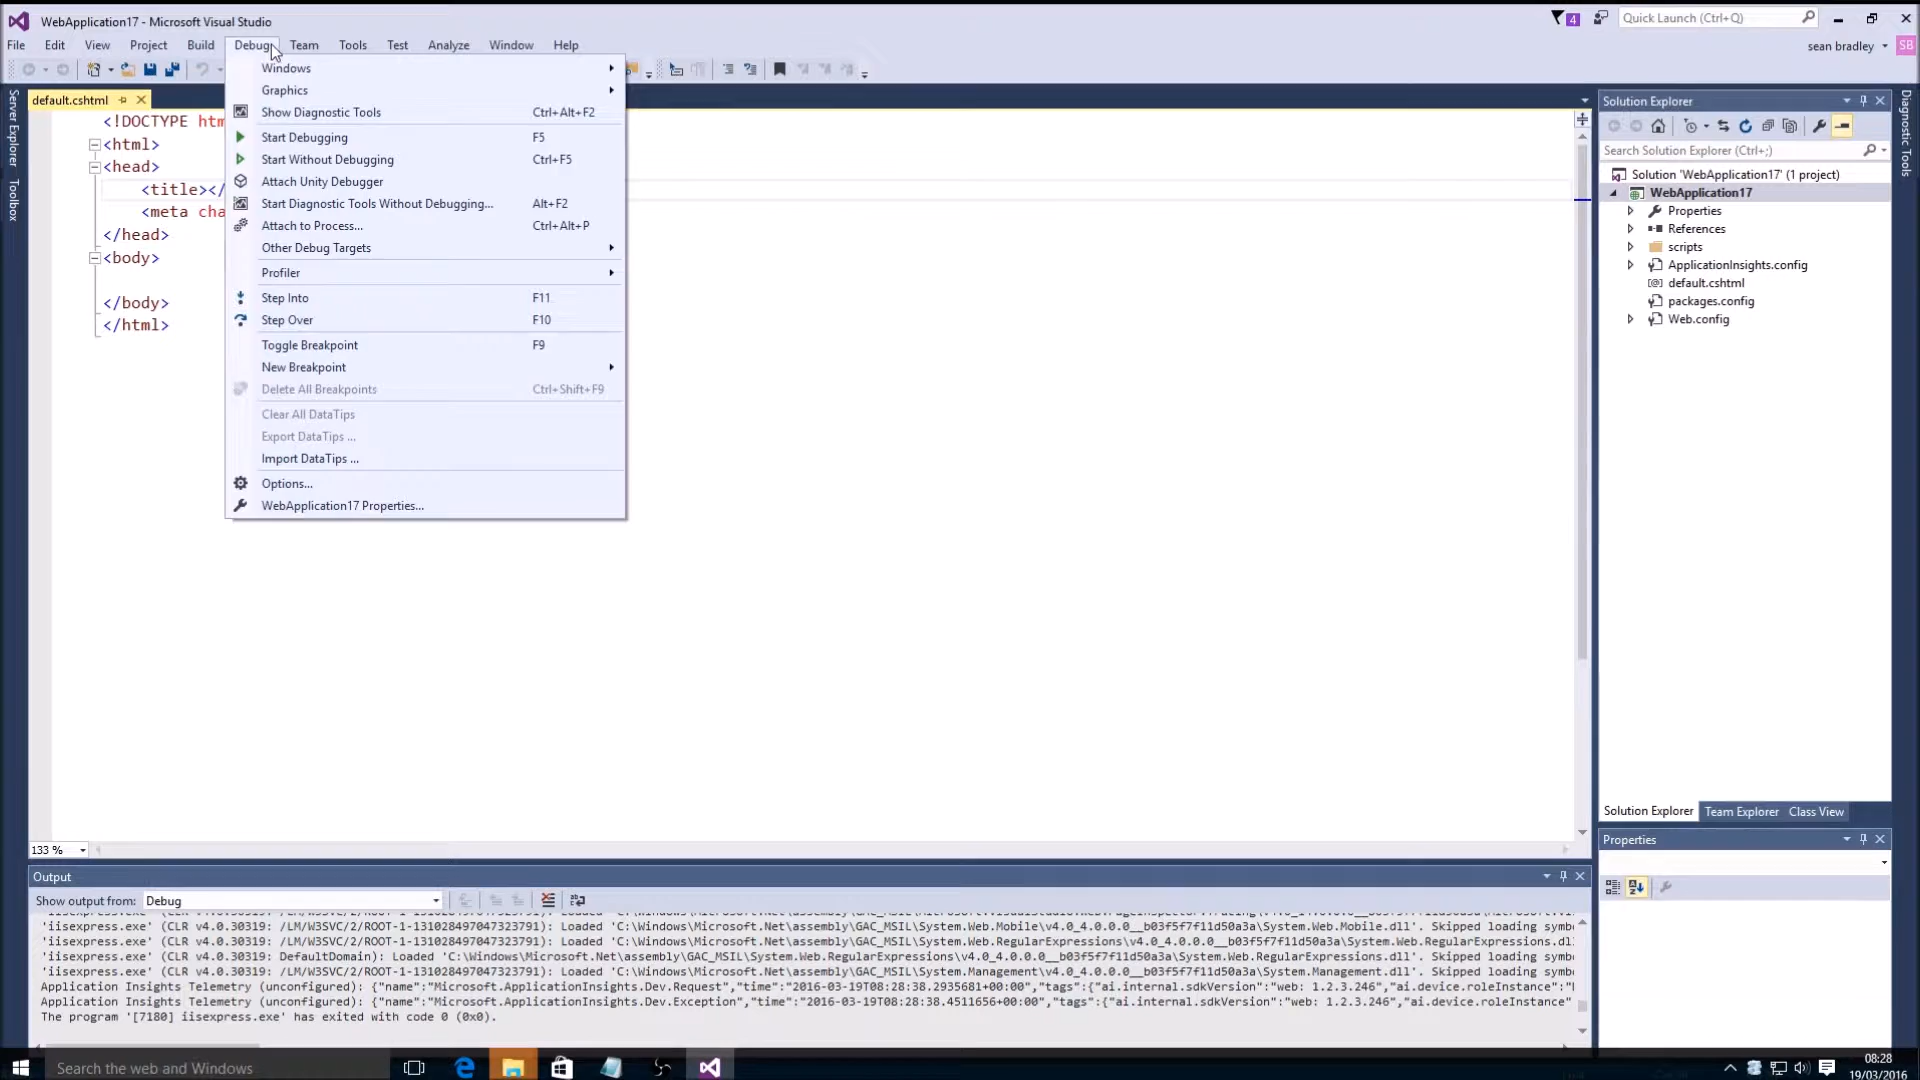 WebApplication17 - Microsoft Visual Studio
4
Quick Launch (Ctrl+Q)
File Edit View Project Build Debug Team Tools Test Analyze Window Help
sean bradley SB
default.cshtml
Solution Explorer
Search Solution Explorer (Ctrl+;)
Solution 'WebApplication17' (1 project)
WebApplication17
Properties
References
scripts
ApplicationInsights.config
default.cshtml
packages.config
Web.config
Server Explorer
Toolbox
Diagnostic Tools
<!DOCTYPE htm
<html>
<head>
<title></
<meta cha
</head>
<body>
</body>
</html>
Windows
Graphics
Show Diagnostic Tools Ctrl+Alt+F2
Start Debugging F5
Start Without Debugging Ctrl+F5
Attach Unity Debugger
Start Diagnostic Tools Without Debugging... Alt+F2
Attach to Process... Ctrl+Alt+P
Other Debug Targets
Profiler
Step Into F11
Step Over F10
Toggle Breakpoint F9
New Breakpoint
Delete All Breakpoints Ctrl+Shift+F9
Clear All DataTips
Export DataTips ...
Import DataTips ...
Options...
WebApplication17 Properties...
133 %
Solution Explorer Team Explorer Class View
Properties
Output
Show output from: Debug
'iisexpress.exe' (CLR v4.0.30319: /LM/W3SVC/2/ROOT-1-131028497047323791): Loaded 'C:\Windows\Microsoft.Net\assembly\GAC_MSIL\System.Web.Mobile\v4.0_4.0.0.0__b03f5f7f11d50a3a\System.Web.Mobile.dll'. Skipped loading symb
'iisexpress.exe' (CLR v4.0.30319: /LM/W3SVC/2/ROOT-1-131028497047323791): Loaded 'C:\Windows\Microsoft.Net\assembly\GAC_MSIL\System.Web.RegularExpressions\v4.0_4.0.0.0__b03f5f7f11d50a3a\System.Web.RegularExpressions.dl
'iisexpress.exe' (CLR v4.0.30319: DefaultDomain): Loaded 'C:\Windows\Microsoft.Net\assembly\GAC_MSIL\System.Web.RegularExpressions\v4.0_4.0.0.0__b03f5f7f11d50a3a\System.Web.RegularExpressions.dll'. Skipped loading symb
'iisexpress.exe' (CLR v4.0.30319: /LM/W3SVC/2/ROOT-1-131028497047323791): Loaded 'C:\Windows\Microsoft.Net\assembly\GAC_MSIL\System.Management\v4.0_4.0.0.0__b03f5f7f11d50a3a\System.Management.dll'. Skipped loading symb
Application Insights Telemetry (unconfigured): {"name":"Microsoft.ApplicationInsights.Dev.Request","time":"2016-03-19T08:28:38.2935681+00:00","tags":{"ai.internal.sdkVersion":"web: 1.2.3.246","ai.device.roleInstance":"
Application Insights Telemetry (unconfigured): {"name":"Microsoft.ApplicationInsights.Dev.Exception","time":"2016-03-19T08:28:38.4511656+00:00","tags":{"ai.internal.sdkVersion":"web: 1.2.3.246","ai.device.roleInstance"
The program '[7180] iisexpress.exe' has exited with code 0 (0x0).
Search the web and Windows
08:28
19/03/2016